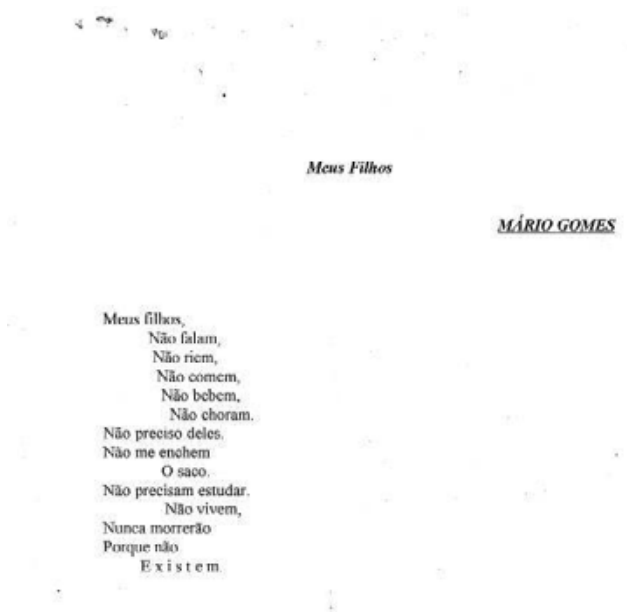 Meus Filhos
MÁRIO GOMES
Meus filhos,
Não falam,
Não riem,
Não comem,
Não bebem,
Não choram.
Não preciso deles.
Não me enchem
O saco.
Não precisam estudar.
Não vivem,
Nunca morrerão
Porque não
E x i s t e m